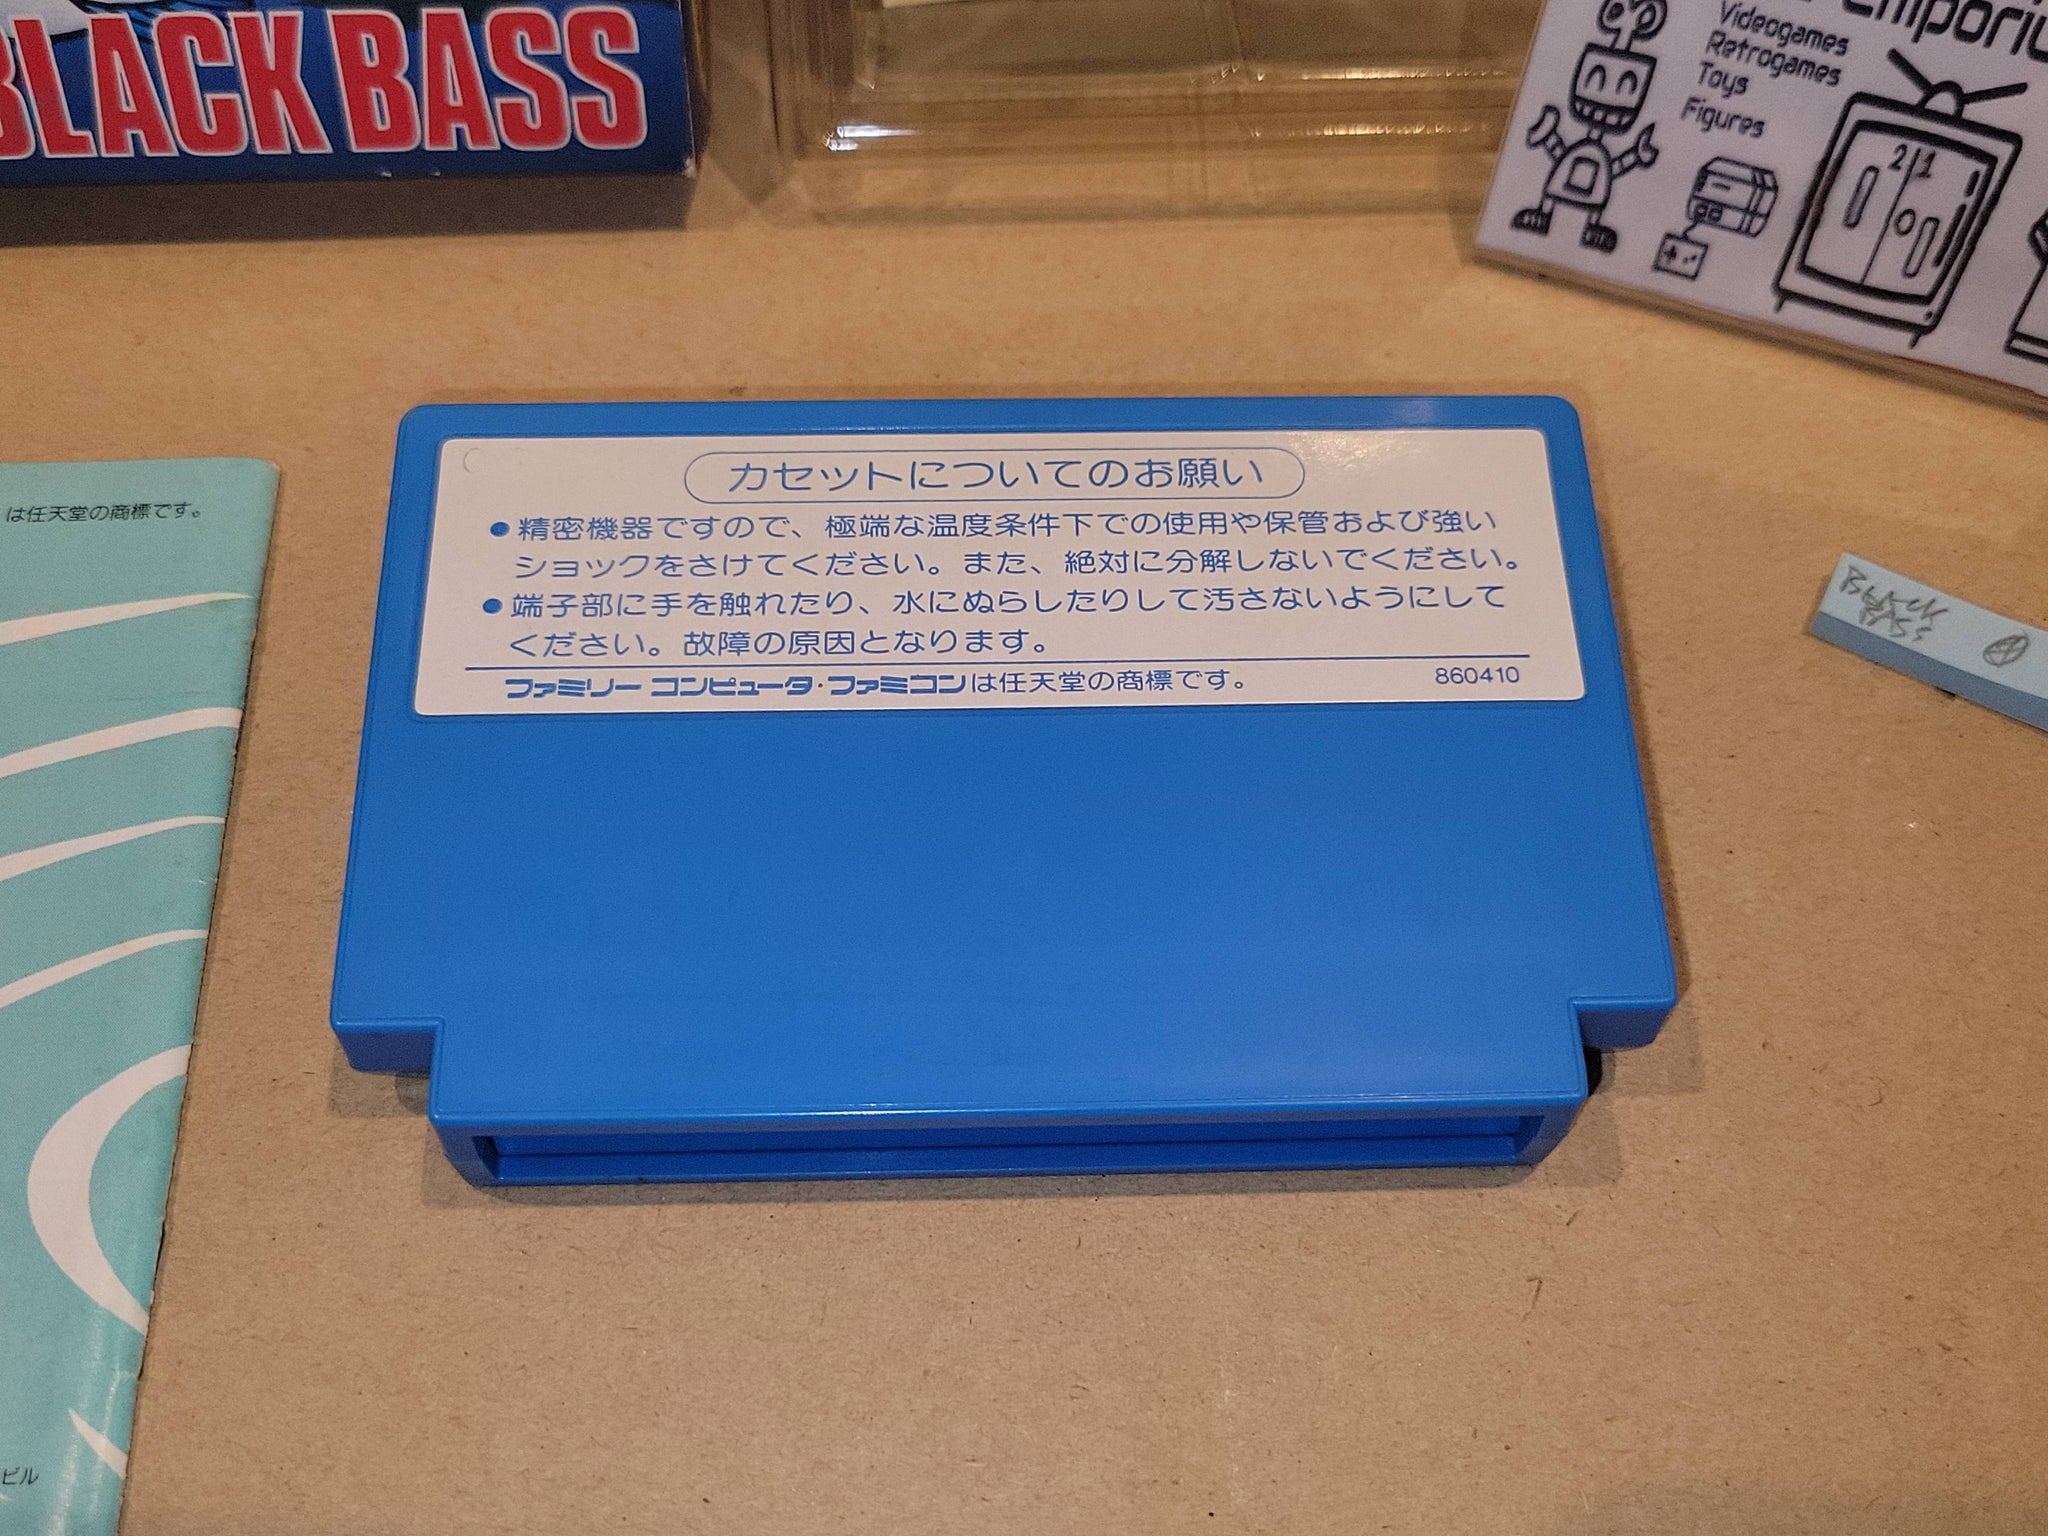 BLACK BASS
Emporiu
Videogames
Retrogames
Toys
Figures
2 1
は任天堂の商標です。
カセットについてのお願い
●精密機器ですので、極端な温度条件下での使用や保管および強い
ショックをさけてください。また、絶対に分解しないでください。
●端子部に手を触れたり、水にぬらしたりして汚さないようにして
ください。故障の原因となります。
ファミリー コンピュータ・ファミコンは任天堂の商標です。
860410
BLACK
BASS
ビル